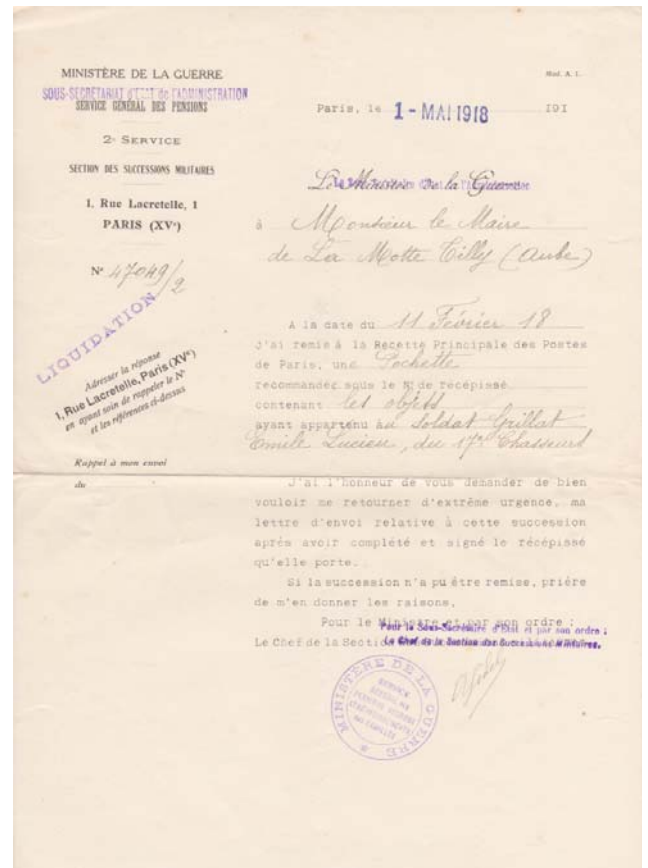 MINISTÈRE DE LA GUERRE
SOUS-SECRÉTARIAT d'ÉTAT de l'ADMINISTRATION
SERVICE GÉNÉRAL DES PENSIONS
2e SERVICE
SECTION DES SUCCESSIONS MILITAIRES
1, Rue Lacretelle, 1
PARIS (XVe)
N° 47049/2
LIQUIDATION
Adresser la réponse
1, Rue Lacretelle, Paris (XVe)
en ayant soin de rappeler le N°
et les références ci-dessus
Rappel à mon envoi
du
Mod. A. I.
Paris, le 1 - MAI 1918 191
Le Ministre de la Guerre
à Monsieur le Maire
de La Motte Tilly (Aube)
A la date du 11 Février 18
j'ai remis à la Recette Principale des Postes
de Paris, une Pochette
recommandée sous le N° de récépissé
contenant les objets
ayant appartenu au Soldat Grillat
Emile Lucien, du 17e Chasseurs
J'ai l'honneur de vous demander de bien
vouloir me retourner d'extrême urgence, ma
lettre d'envoi relative à cette succession
après avoir complété et signé le récépissé
qu'elle porte.
Si la succession n'a pu être remise, prière
de m'en donner les raisons.
Pour le Ministre et par son ordre :
Pour le Sous-Secrétaire d'État et par son ordre :
Le Chef de la Section
Le Chef de la Section des Successions Militaires.
MINISTÈRE DE LA GUERRE
SERVICE